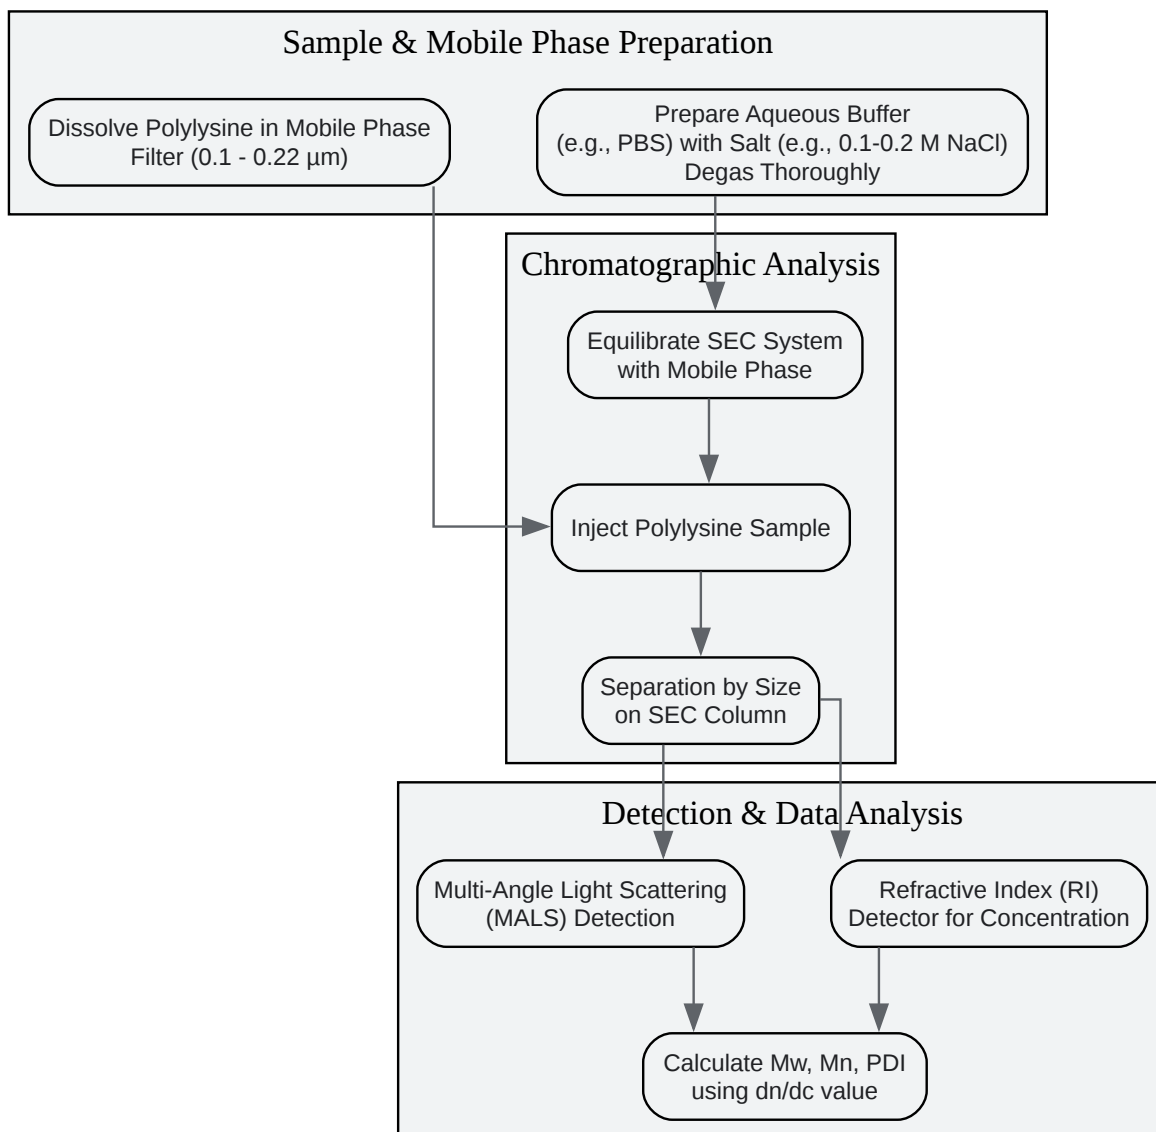 Sample & Mobile Phase Preparation
Dissolve Polylysine in Mobile Phase
Filter (0.1 - 0.22 µm)
Prepare Aqueous Buffer
(e.g., PBS) with Salt (e.g., 0.1-0.2 M NaCl)
Degas Thoroughly
Chromatographic Analysis
Equilibrate SEC System
with Mobile Phase
Inject Polylysine Sample
Separation by Size
on SEC Column
Detection & Data Analysis
Multi-Angle Light Scattering
(MALS) Detection
Refractive Index (RI)
Detector for Concentration
Calculate Mw, Mn, PDI
using dn/dc value